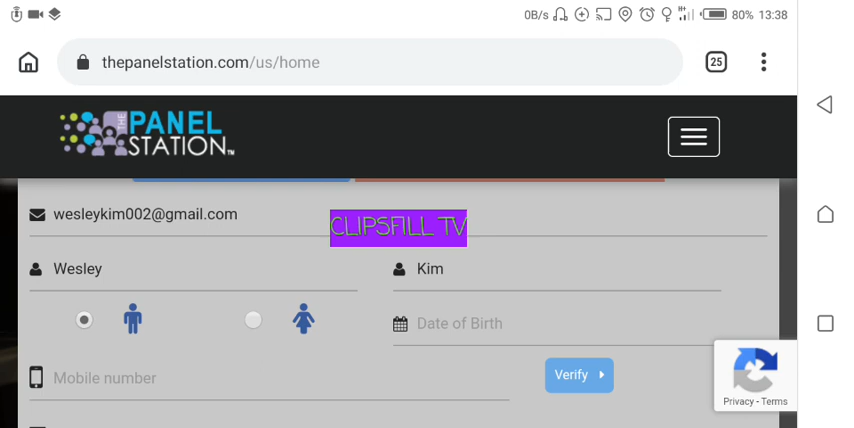 0B/s H+ 80% 13:38
thepanelstation.com/us/home 25
THE PANEL
STATION
wesleykim002@gmail.com
CLIPSFILL TV
Wesley Kim
Date of Birth
Mobile number Verify
Privacy - Terms